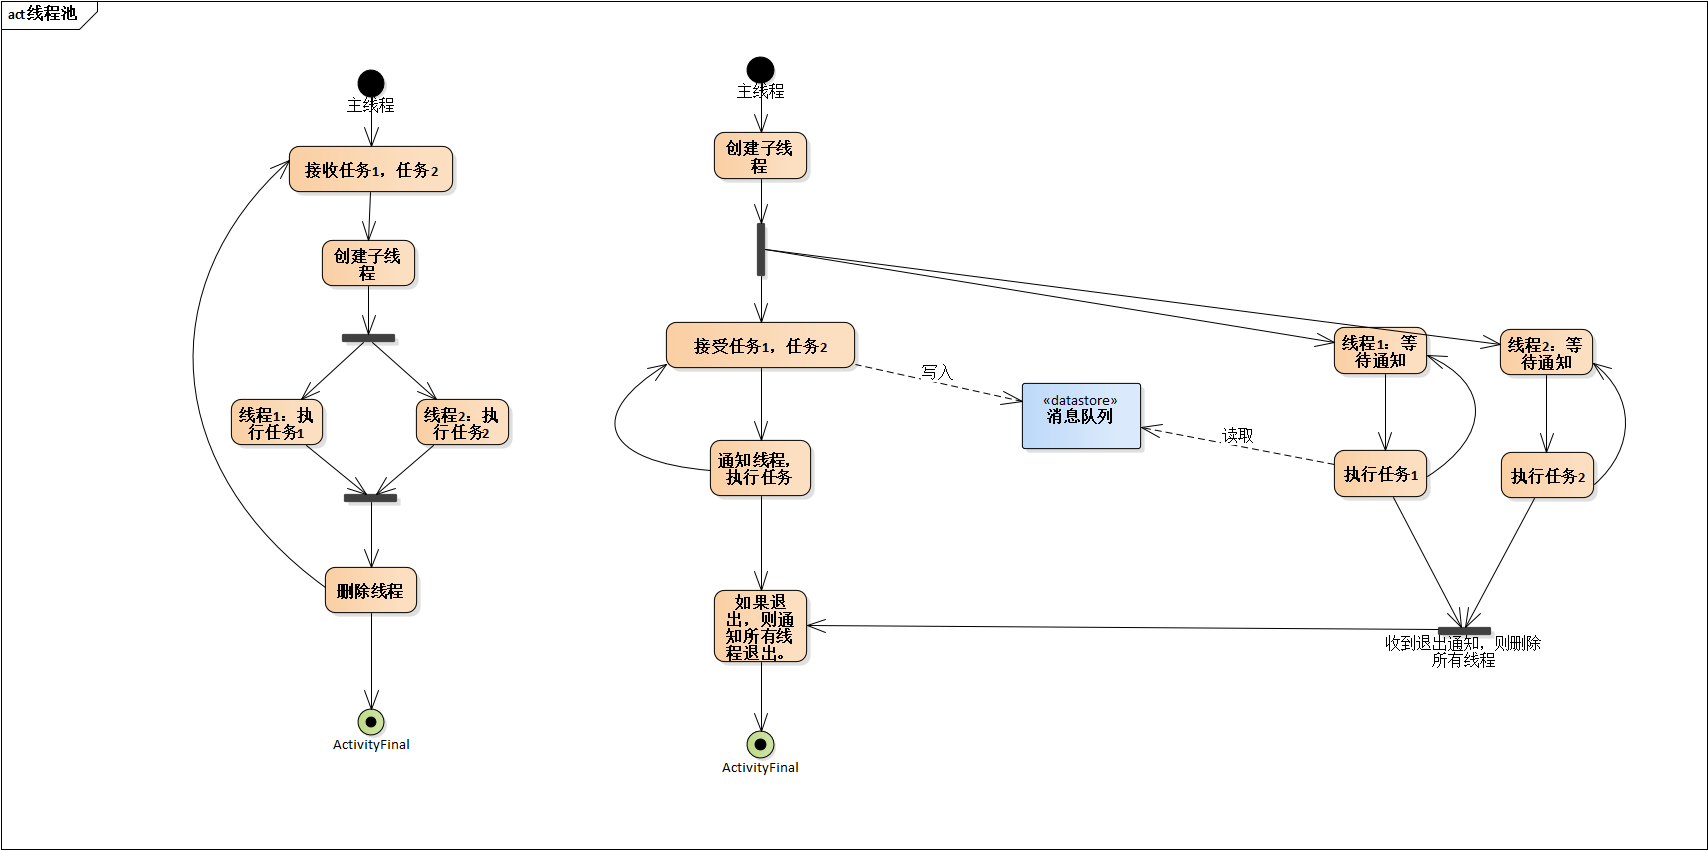 act 线程池
主线程
接收任务1，任务2
创建子线
程
线程1：执
行任务1
线程2：执
行任务2
删除线程
ActivityFinal
主线程
创建子线
程
接受任务1，任务2
通知线程，
执行任务
如果退
出，则通
知所有线
程退出。
ActivityFinal
写入
«datastore»
消息队列
读取
线程1：等
待通知
线程2：等
待通知
执行任务1
执行任务2
收到退出通知，则删除
所有线程